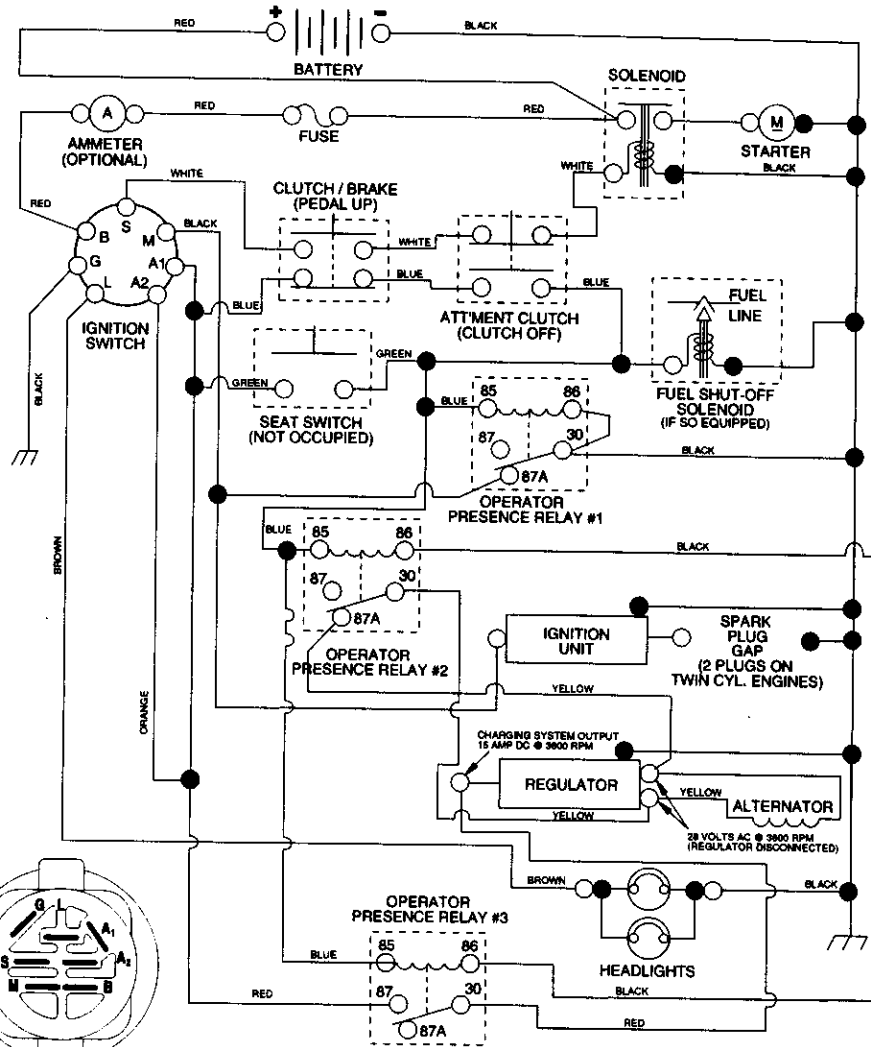 RED
+
-
BLACK
BATTERY
SOLENOID
A
RED
RED
AMMETER
(OPTIONAL)
FUSE
M
STARTER
WHITE
WHITE
BLACK
CLUTCH / BRAKE
(PEDAL UP)
RED
S
B
M
BLACK
G
A1
L
A2
WHITE
BLUE
BLUE
BLUE
IGNITION
SWITCH
ATT'MENT CLUTCH
(CLUTCH OFF)
FUEL
LINE
BLACK
GREEN
GREEN
SEAT SWITCH
(NOT OCCUPIED)
FUEL SHUT-OFF
SOLENOID
(IF SO EQUIPPED)
BLUE
85
86
87
30
87A
BLACK
OPERATOR
PRESENCE RELAY #1
BROWN
BLUE
85
86
87
30
87A
BLACK
OPERATOR
PRESENCE RELAY #2
IGNITION
UNIT
SPARK
PLUG
GAP
(2 PLUGS ON
TWIN CYL. ENGINES)
ORANGE
YELLOW
CHARGING SYSTEM OUTPUT
15 AMP DC @ 3600 RPM
REGULATOR
YELLOW
ALTERNATOR
YELLOW
28 VOLTS AC @ 3600 RPM
(REGULATOR DISCONNECTED)
BROWN
BLACK
HEADLIGHTS
OPERATOR
PRESENCE RELAY #3
G
L
A1
S
A2
M
B
BLUE
85
86
BLACK
RED
87
30
87A
RED